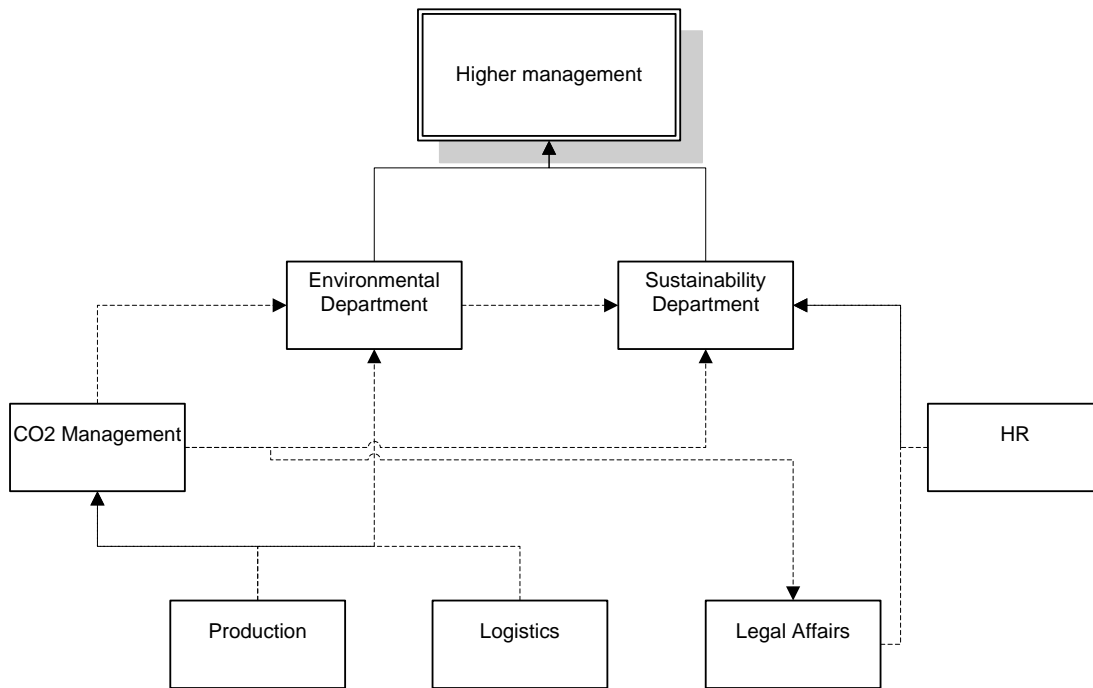 Higher management
Environmental
Department
Sustainability
Department
CO2 Management
HR
Production
Logistics
Legal Affairs